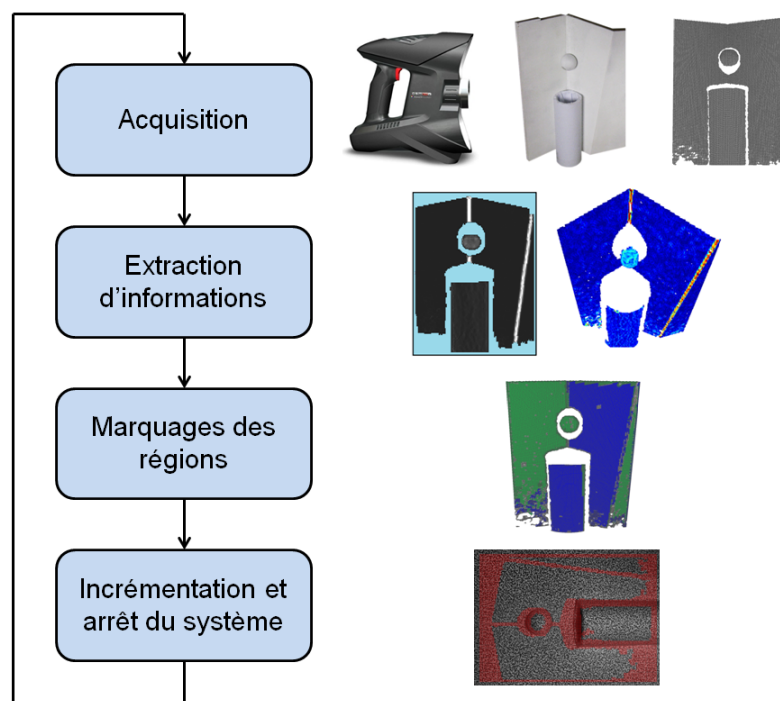 Acquisition
Extraction
d'informations
Marquages des
régions
Incrémentation et
arrêt du système